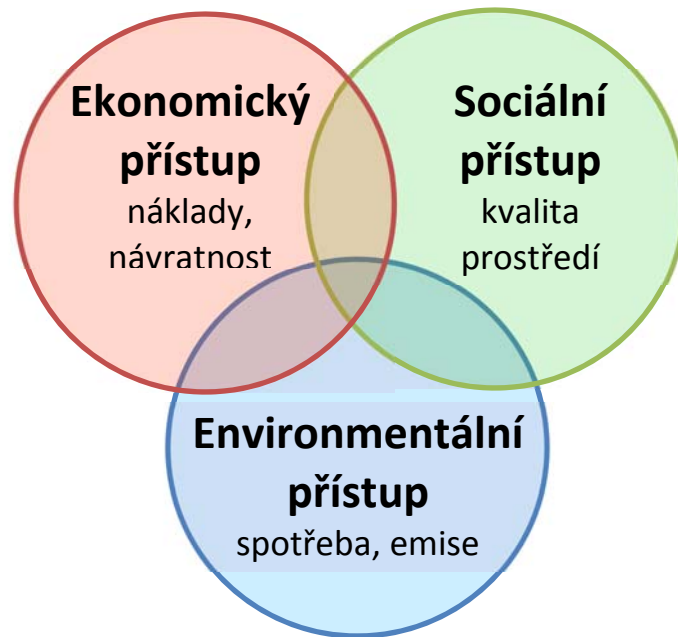 Ekonomický
přístup
náklady,
návratnost
Sociální
přístup
kvalita
prostředí
Environmentální
přístup
spotřeba, emise